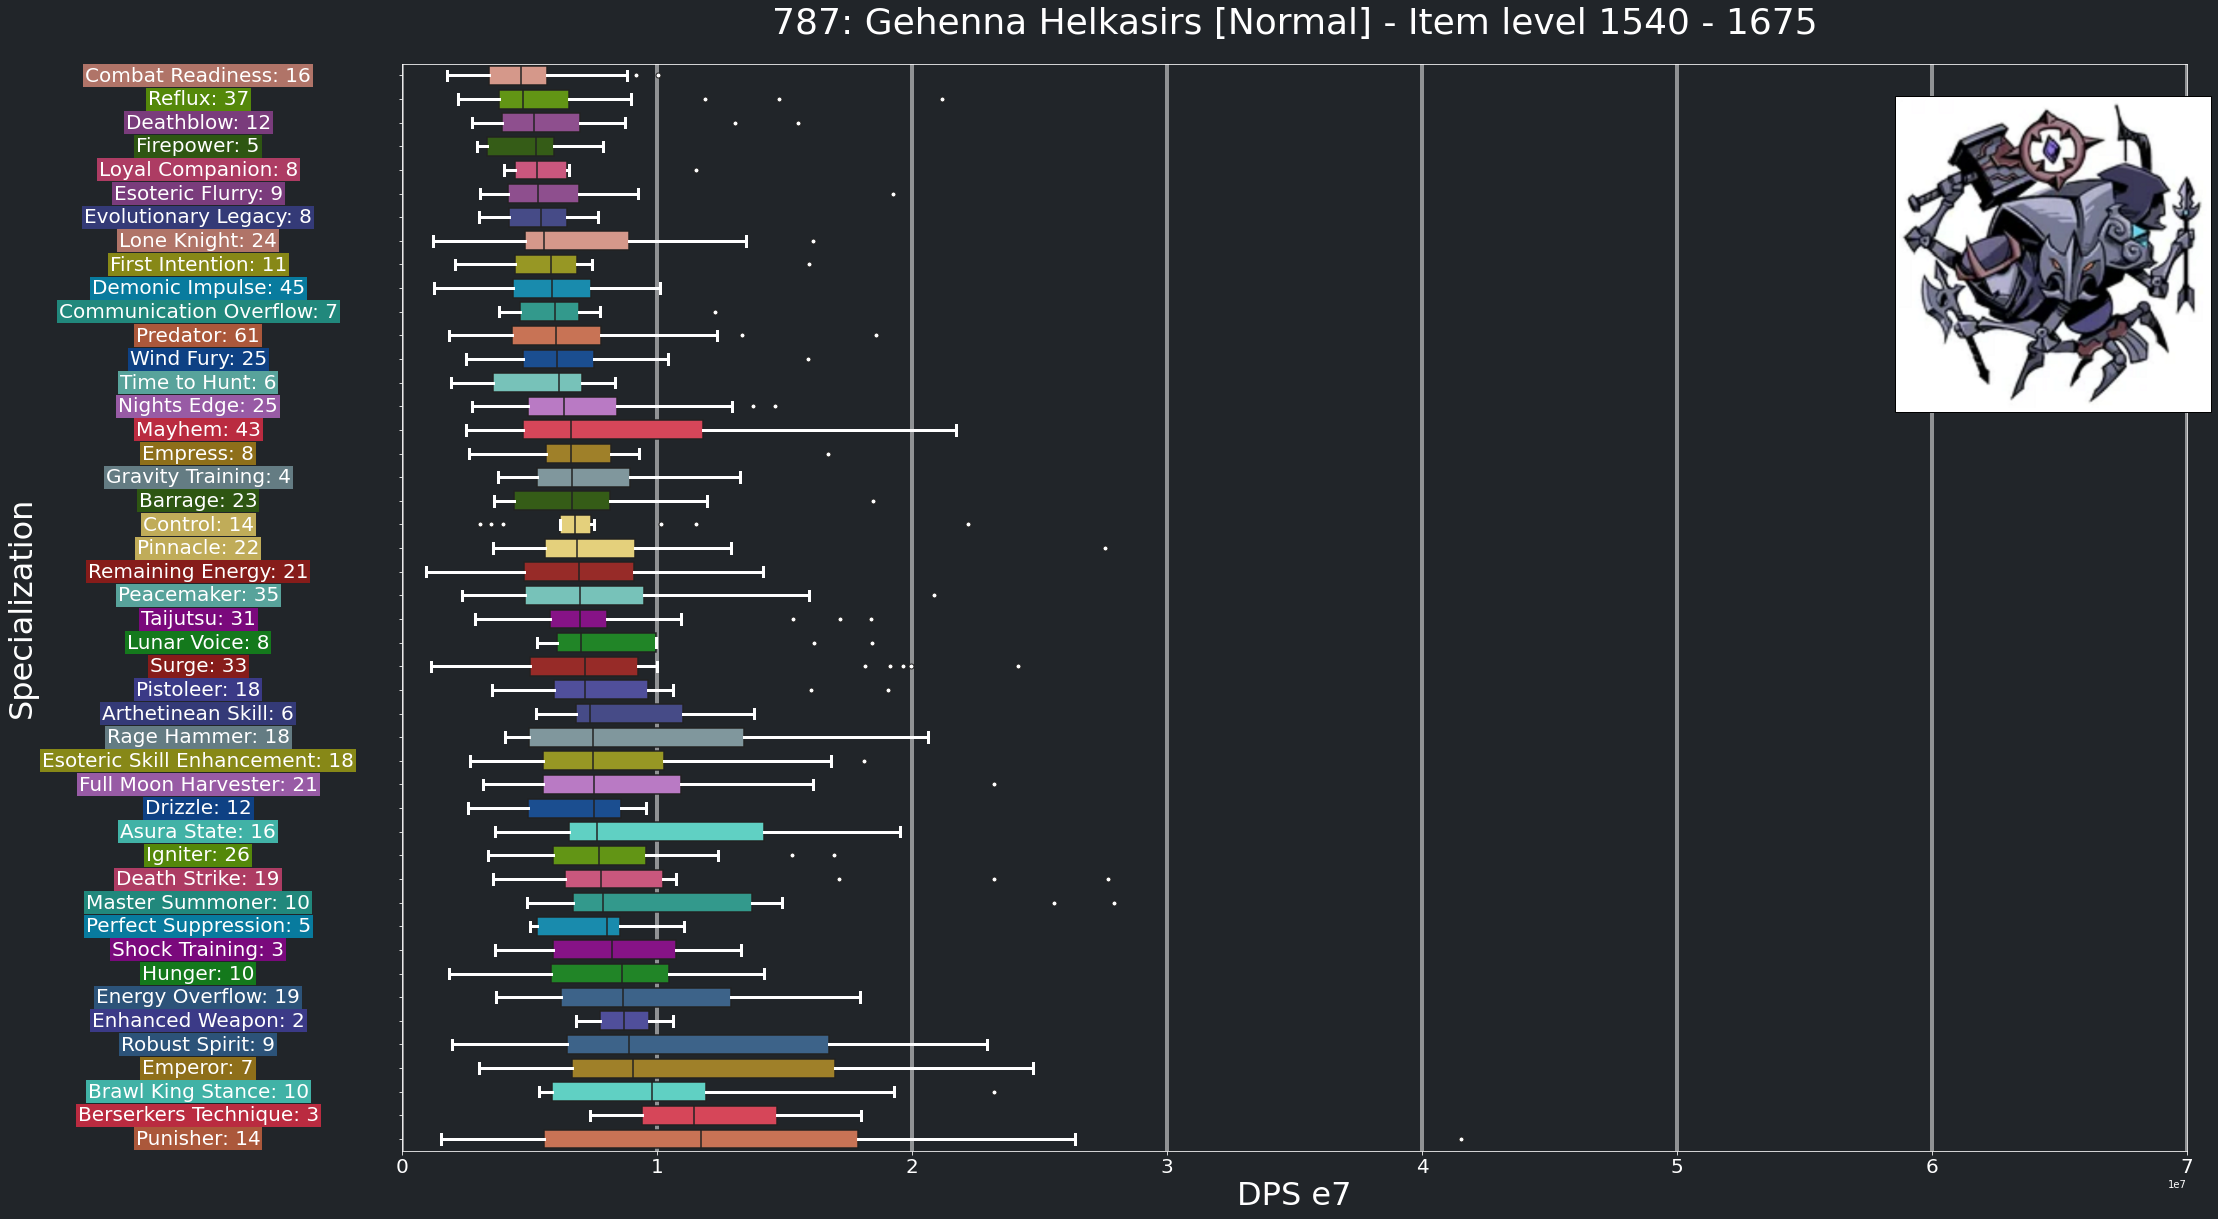 787: Gehenna Helkasirs [Normal] - Item level 1540 - 1675
Specialization
Combat Readiness: 16
Reflux: 37
Deathblow: 12
Firepower: 5
Loyal Companion: 8
Esoteric Flurry: 9
Evolutionary Legacy: 8
Lone Knight: 24
First Intention: 11
Demonic Impulse: 45
Communication Overflow: 7
Predator: 61
Wind Fury: 25
Time to Hunt: 6
Nights Edge: 25
Mayhem: 43
Empress: 8
Gravity Training: 4
Barrage: 23
Control: 14
Pinnacle: 22
Remaining Energy: 21
Peacemaker: 35
Taijutsu: 31
Lunar Voice: 8
Surge: 33
Pistoleer: 18
Arthetinean Skill: 6
Rage Hammer: 18
Esoteric Skill Enhancement: 18
Full Moon Harvester: 21
Drizzle: 12
Asura State: 16
Igniter: 26
Death Strike: 19
Master Summoner: 10
Perfect Suppression: 5
Shock Training: 3
Hunger: 10
Energy Overflow: 19
Enhanced Weapon: 2
Robust Spirit: 9
Emperor: 7
Brawl King Stance: 10
Berserkers Technique: 3
Punisher: 14
0 1 2 3 4 5 6 7
1e7
DPS e7